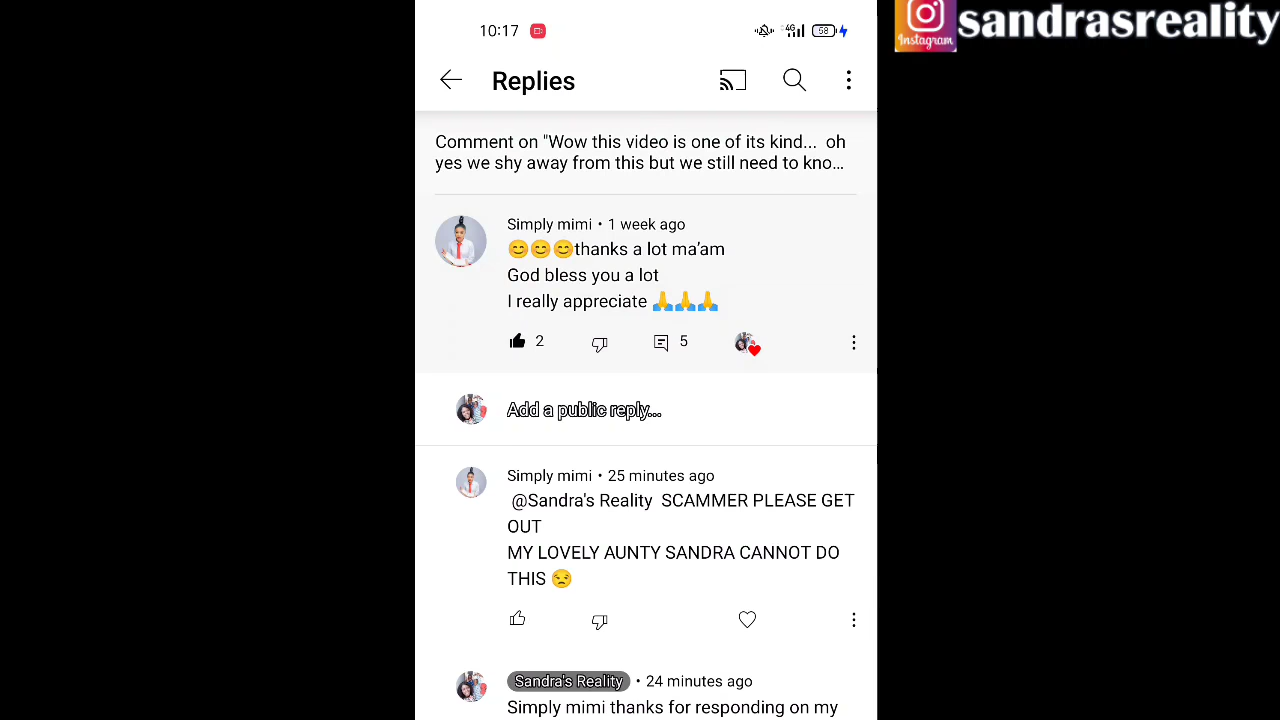 10:17
4G
58
Instagram
sandrasreality
Replies
Comment on "Wow this video is one of its kind... oh
yes we shy away from this but we still need to kno...
Simply mimi • 1 week ago
😊😊😊thanks a lot ma'am
God bless you a lot
I really appreciate 🙏🙏🙏
2
5
Add a public reply...
Simply mimi • 25 minutes ago
@Sandra's Reality SCAMMER PLEASE GET
OUT
MY LOVELY AUNTY SANDRA CANNOT DO
THIS 😒
Sandra's Reality • 24 minutes ago
Simply mimi thanks for responding on my